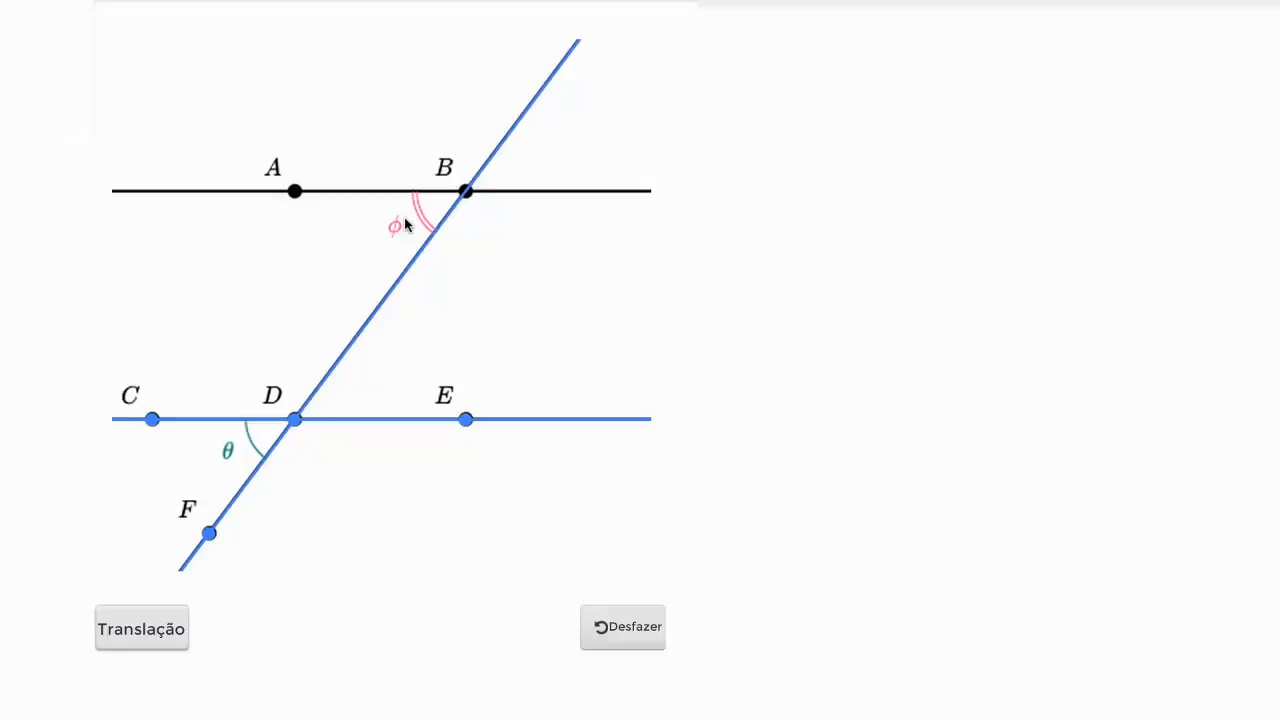 A B
ϕ
C D E
θ
F
Translação Desfazer